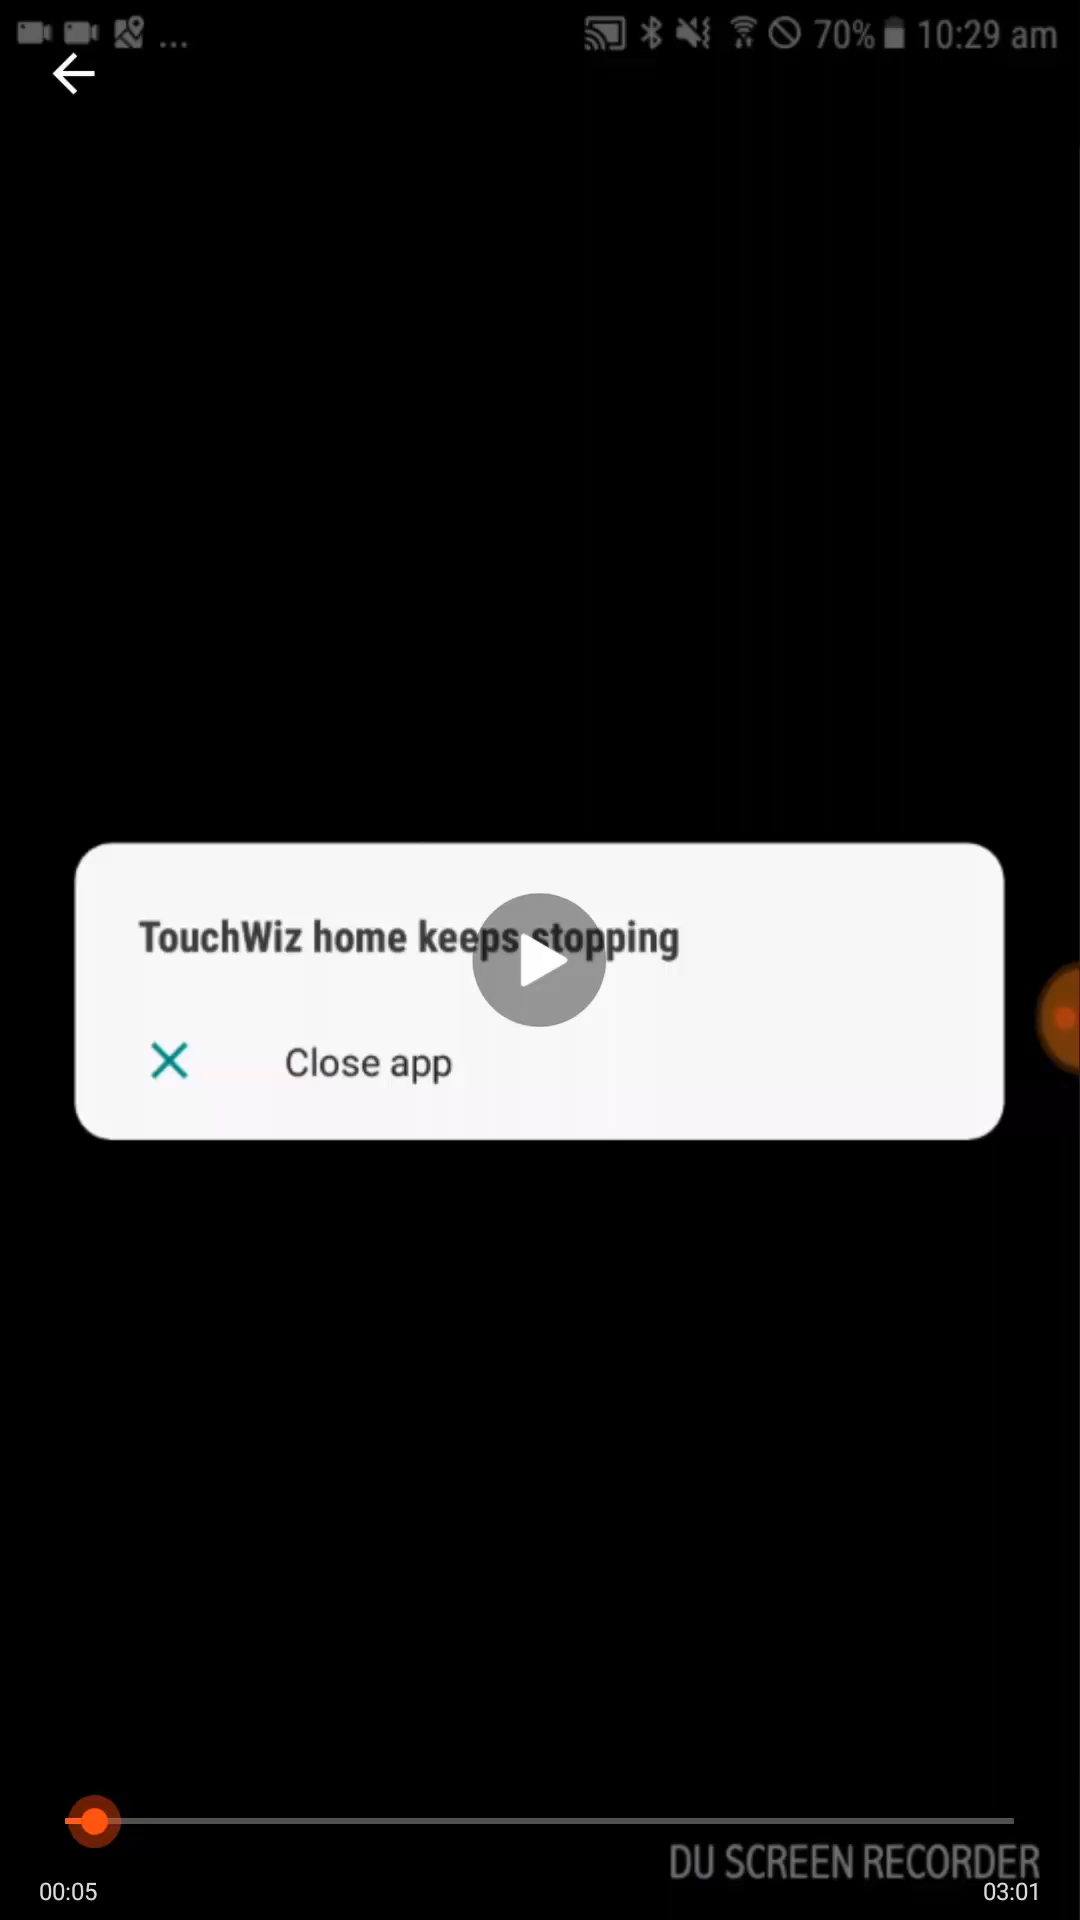 ... 70% 10:29 am
TouchWiz home keeps stopping
Close app
DU SCREEN RECORDER
00:05 03:01